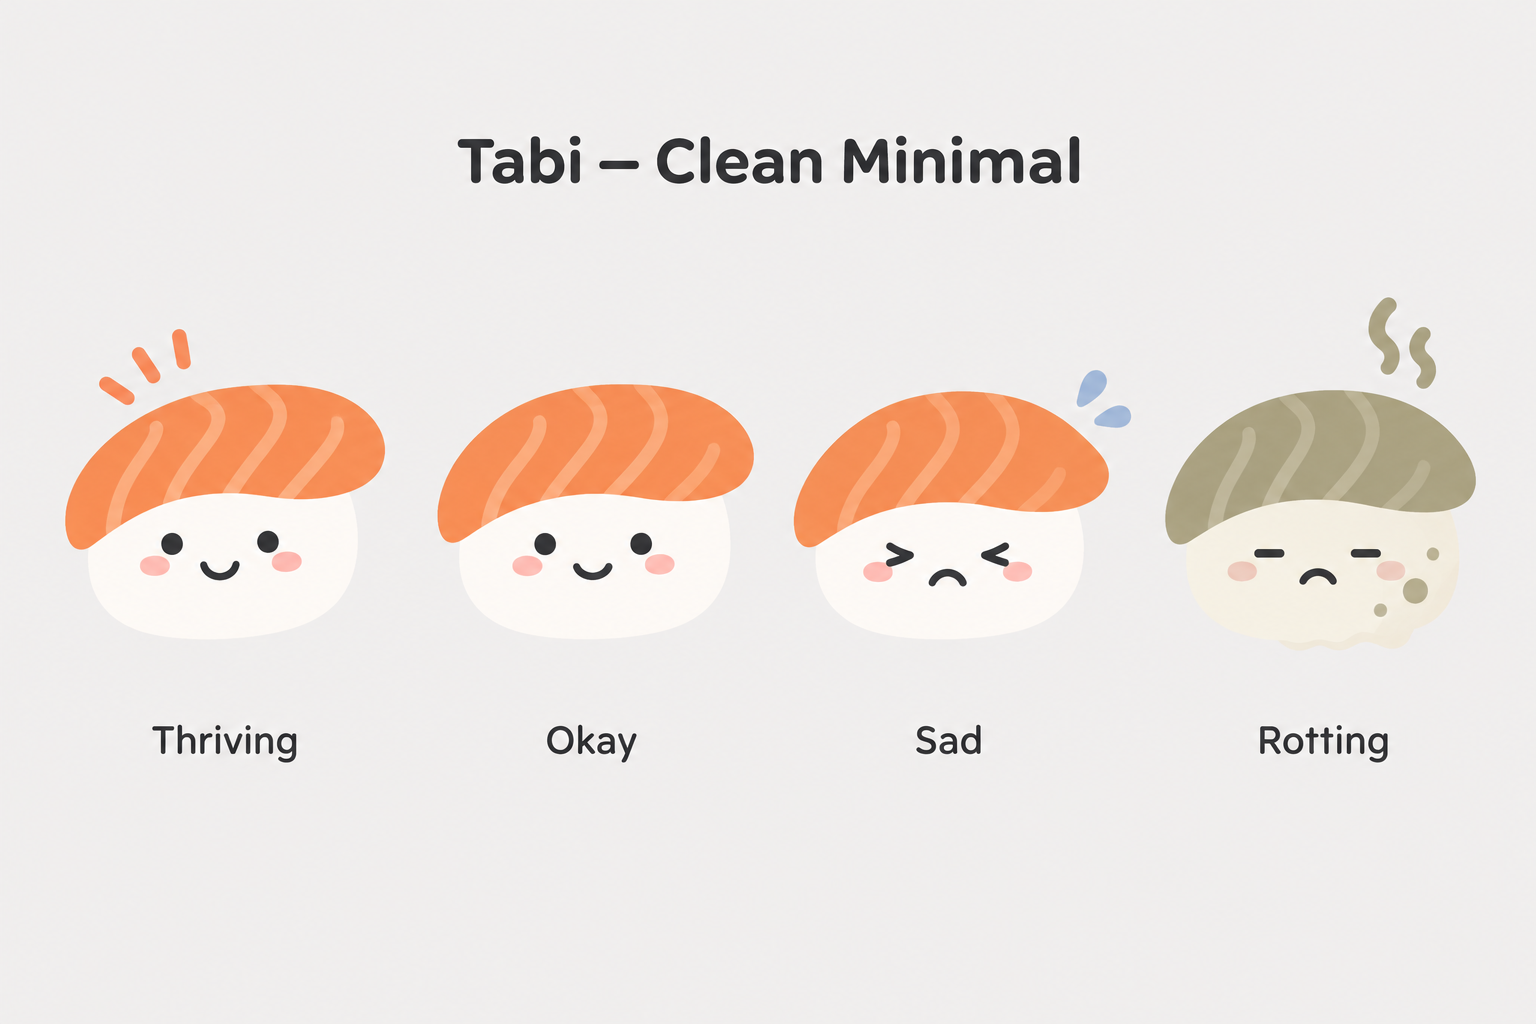 Tabi – Clean Minimal
Thriving
Okay
Sad
Rotting